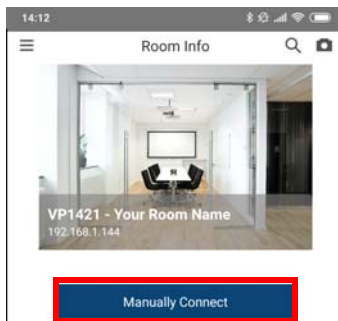 14:12
Room Info
VP1421 - Your Room Name
192.168.1.144
Manually Connect